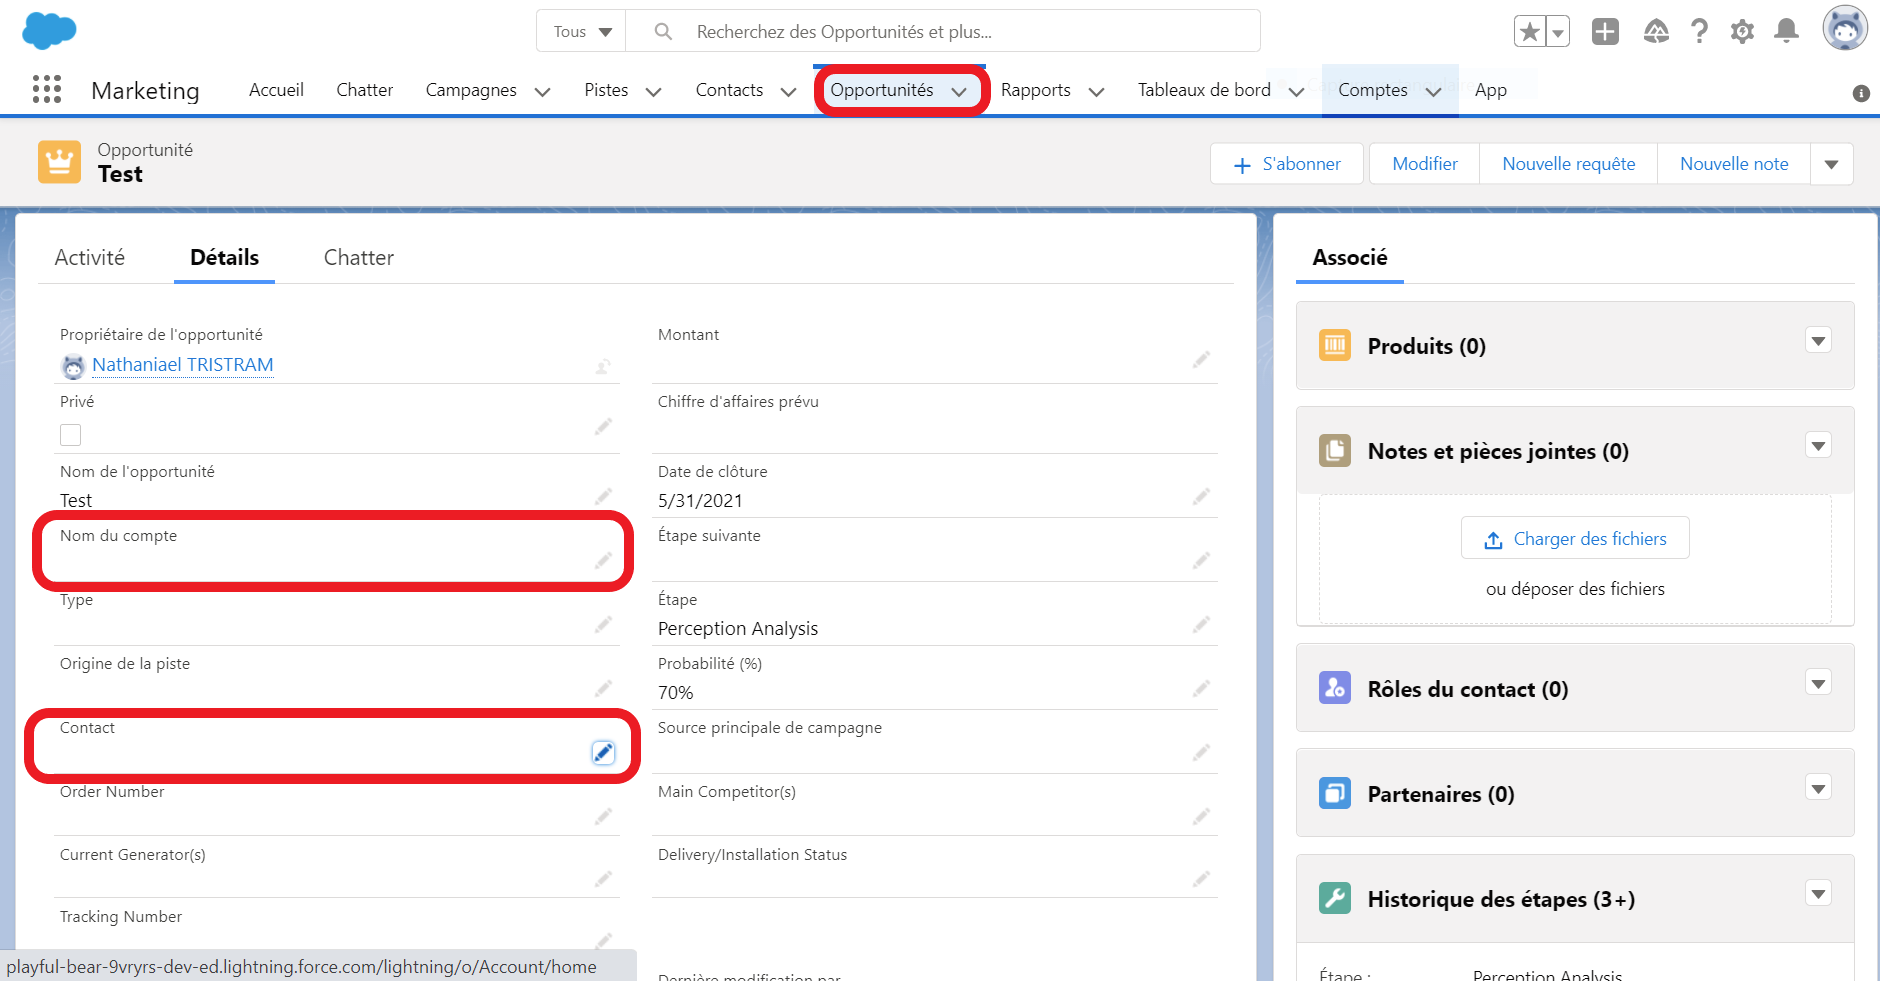 Tous
Recherchez des Opportunités et plus...
Marketing
Accueil
Chatter
Campagnes
Pistes
Contacts
Opportunités
Rapports
Tableaux de bord
Comptes
App
Opportunité
Test
S'abonner
Modifier
Nouvelle requête
Nouvelle note
Activité
Détails
Chatter
Propriétaire de l'opportunité
Nathaniael TRISTRAM
Privé
Nom de l'opportunité
Test
Nom du compte
Type
Origine de la piste
Contact
Order Number
Current Generator(s)
Tracking Number
Montant
Chiffre d'affaires prévu
Date de clôture
5/31/2021
Étape suivante
Étape
Perception Analysis
Probabilité (%)
70%
Source principale de campagne
Main Competitor(s)
Delivery/Installation Status
Dernière modification par
Associé
Produits (0)
Notes et pièces jointes (0)
Charger des fichiers
ou déposer des fichiers
Rôles du contact (0)
Partenaires (0)
Historique des étapes (3+)
Étape :
Perception Analysis
playful-bear-9vryrs-dev-ed.lightning.force.com/lightning/o/Account/home